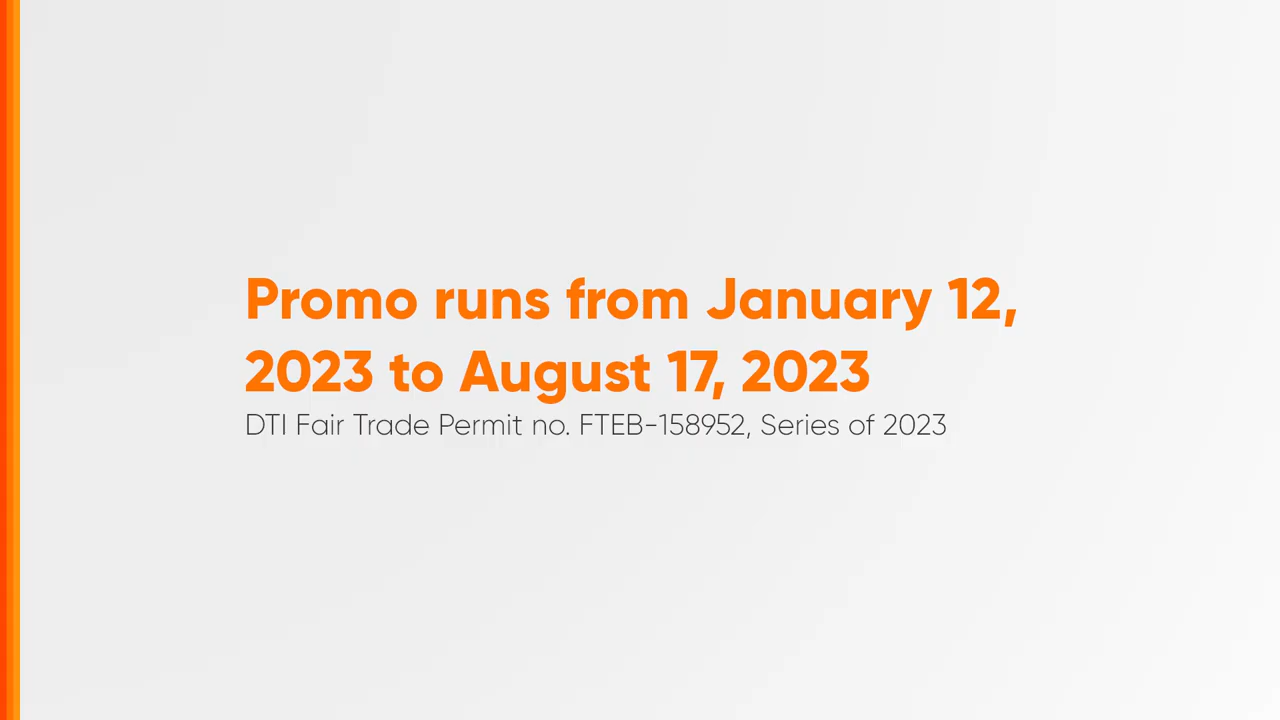 Promo runs from January 12,
2023 to August 17, 2023
DTI Fair Trade Permit no. FTEB-158952, Series of 2023